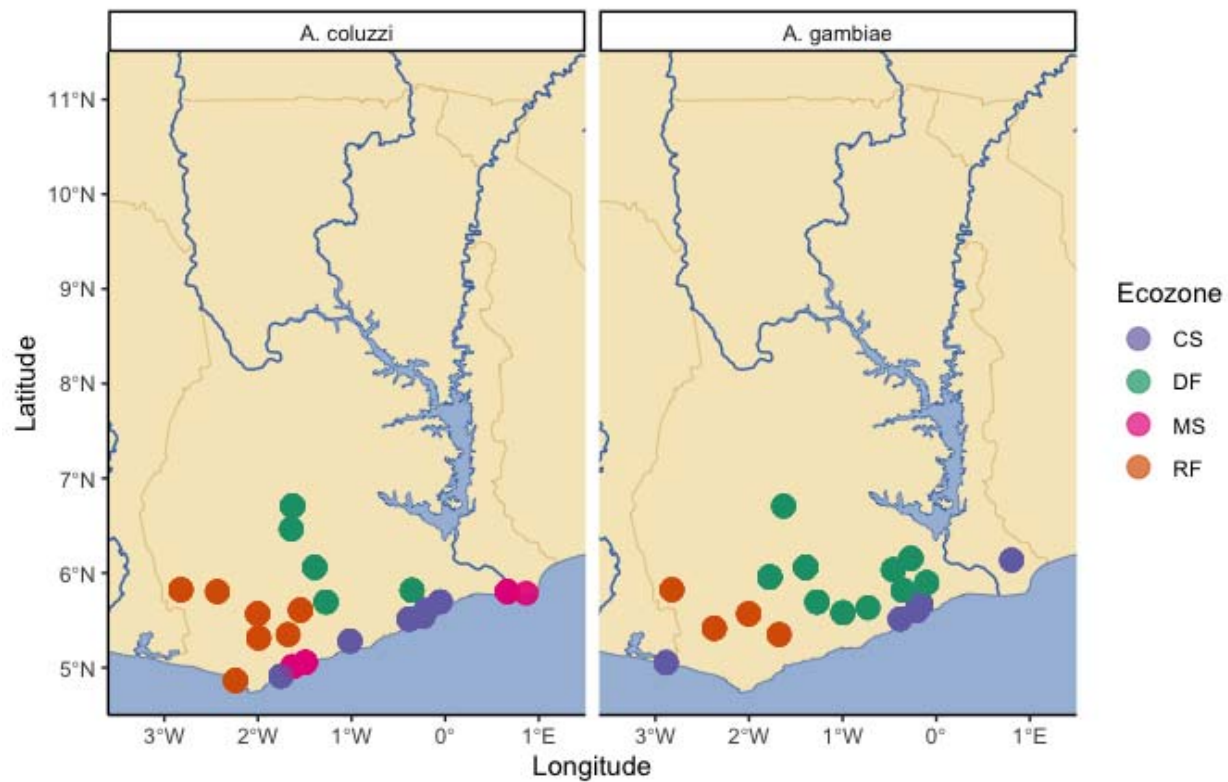 A. coluzzi
A. gambiae
11°N
10°N
9°N
8°N
7°N
6°N
5°N
Latitude
3°W 2°W 1°W 0° 1°E
3°W 2°W 1°W 0° 1°E
Longitude
Ecozone
CS
DF
MS
RF